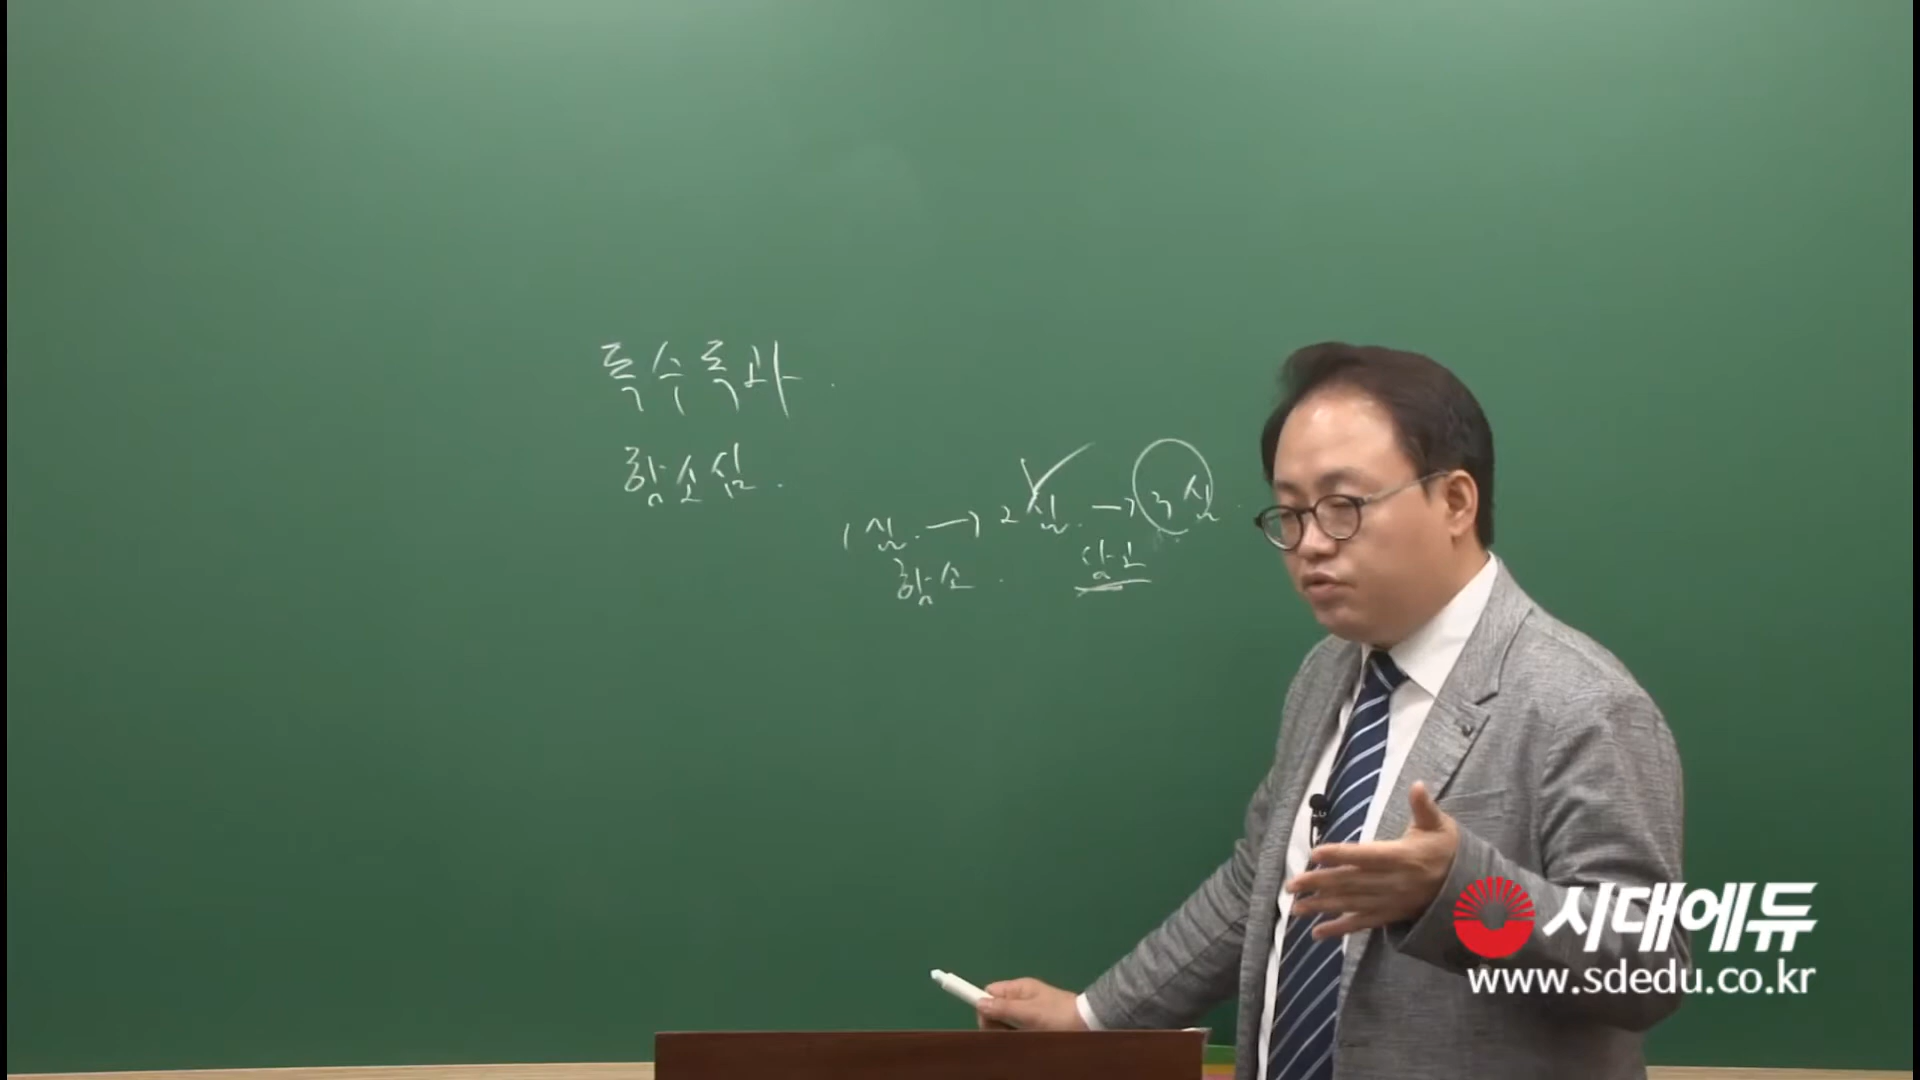 특수폭과.
항소심.
1심. → 2심. → 3심.
항소. 상고
시대에듀
www.sdedu.co.kr